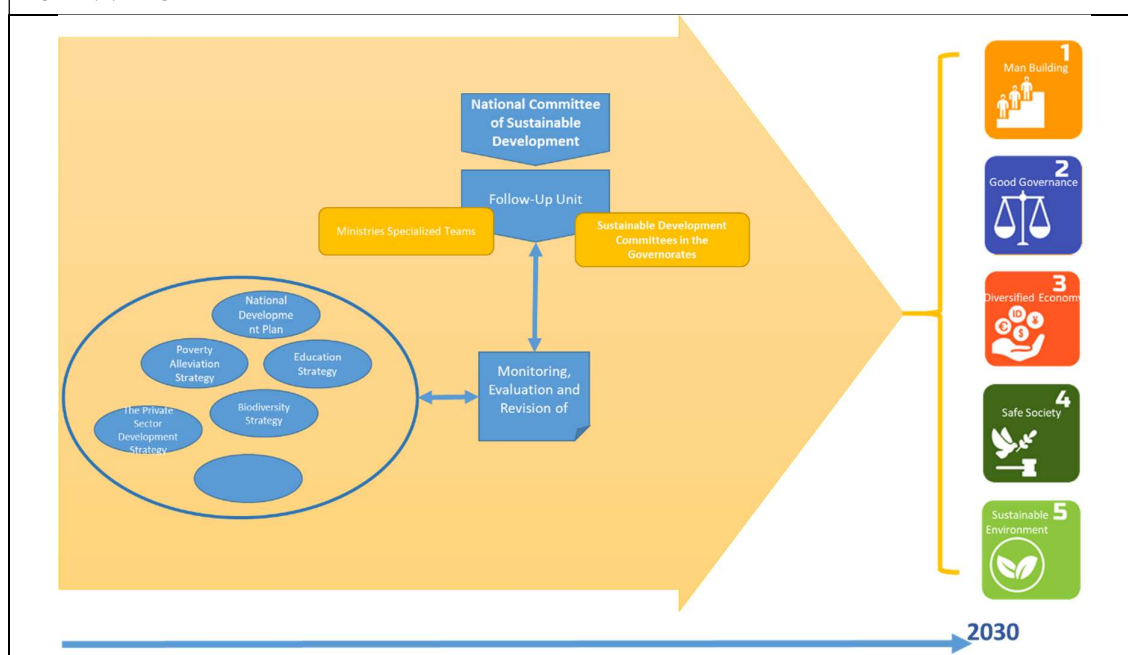 National Committee
of Sustainable
Development
Follow-Up Unit
Ministries Specialized Teams
Sustainable Development
Committees in the
Governorates
National
Developme
nt Plan
Poverty
Alleviation
Strategy
Education
Strategy
Biodiversity
Strategy
The Private
Sector
Development
Strategy
Monitoring,
Evaluation and
Revision of
1
Man Building
2
Good Governance
3
Diversified Economy
ID
€
¥
$
4
Safe Society
Sustainable 5
Environment
2030